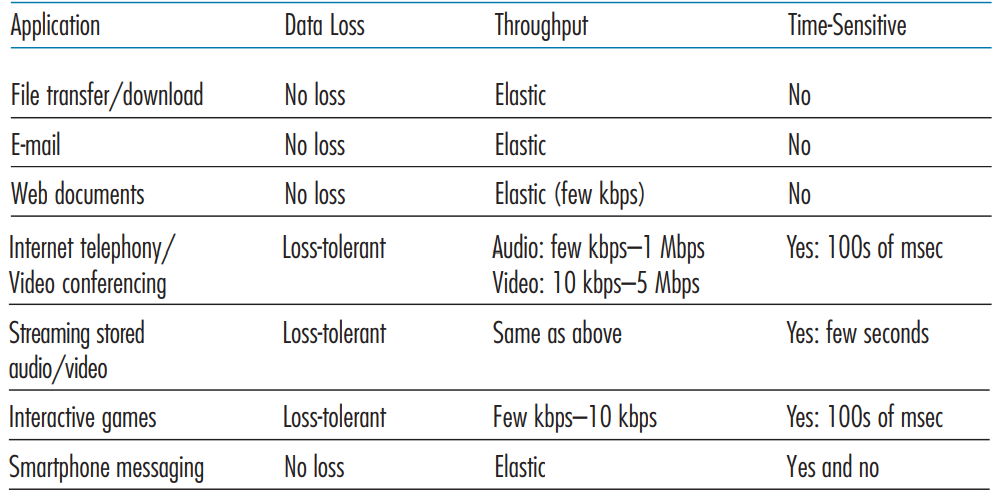 Application Data Loss Throughput Time-Sensitive
File transfer/download No loss Elastic No
E-mail No loss Elastic No
Web documents No loss Elastic (few kbps) No
Internet telephony/ Loss-tolerant Audio: few kbps–1 Mbps Yes: 100s of msec
Video conferencing Video: 10 kbps–5 Mbps
Streaming stored Loss-tolerant Same as above Yes: few seconds
audio/video
Interactive games Loss-tolerant Few kbps–10 kbps Yes: 100s of msec
Smartphone messaging No loss Elastic Yes and no